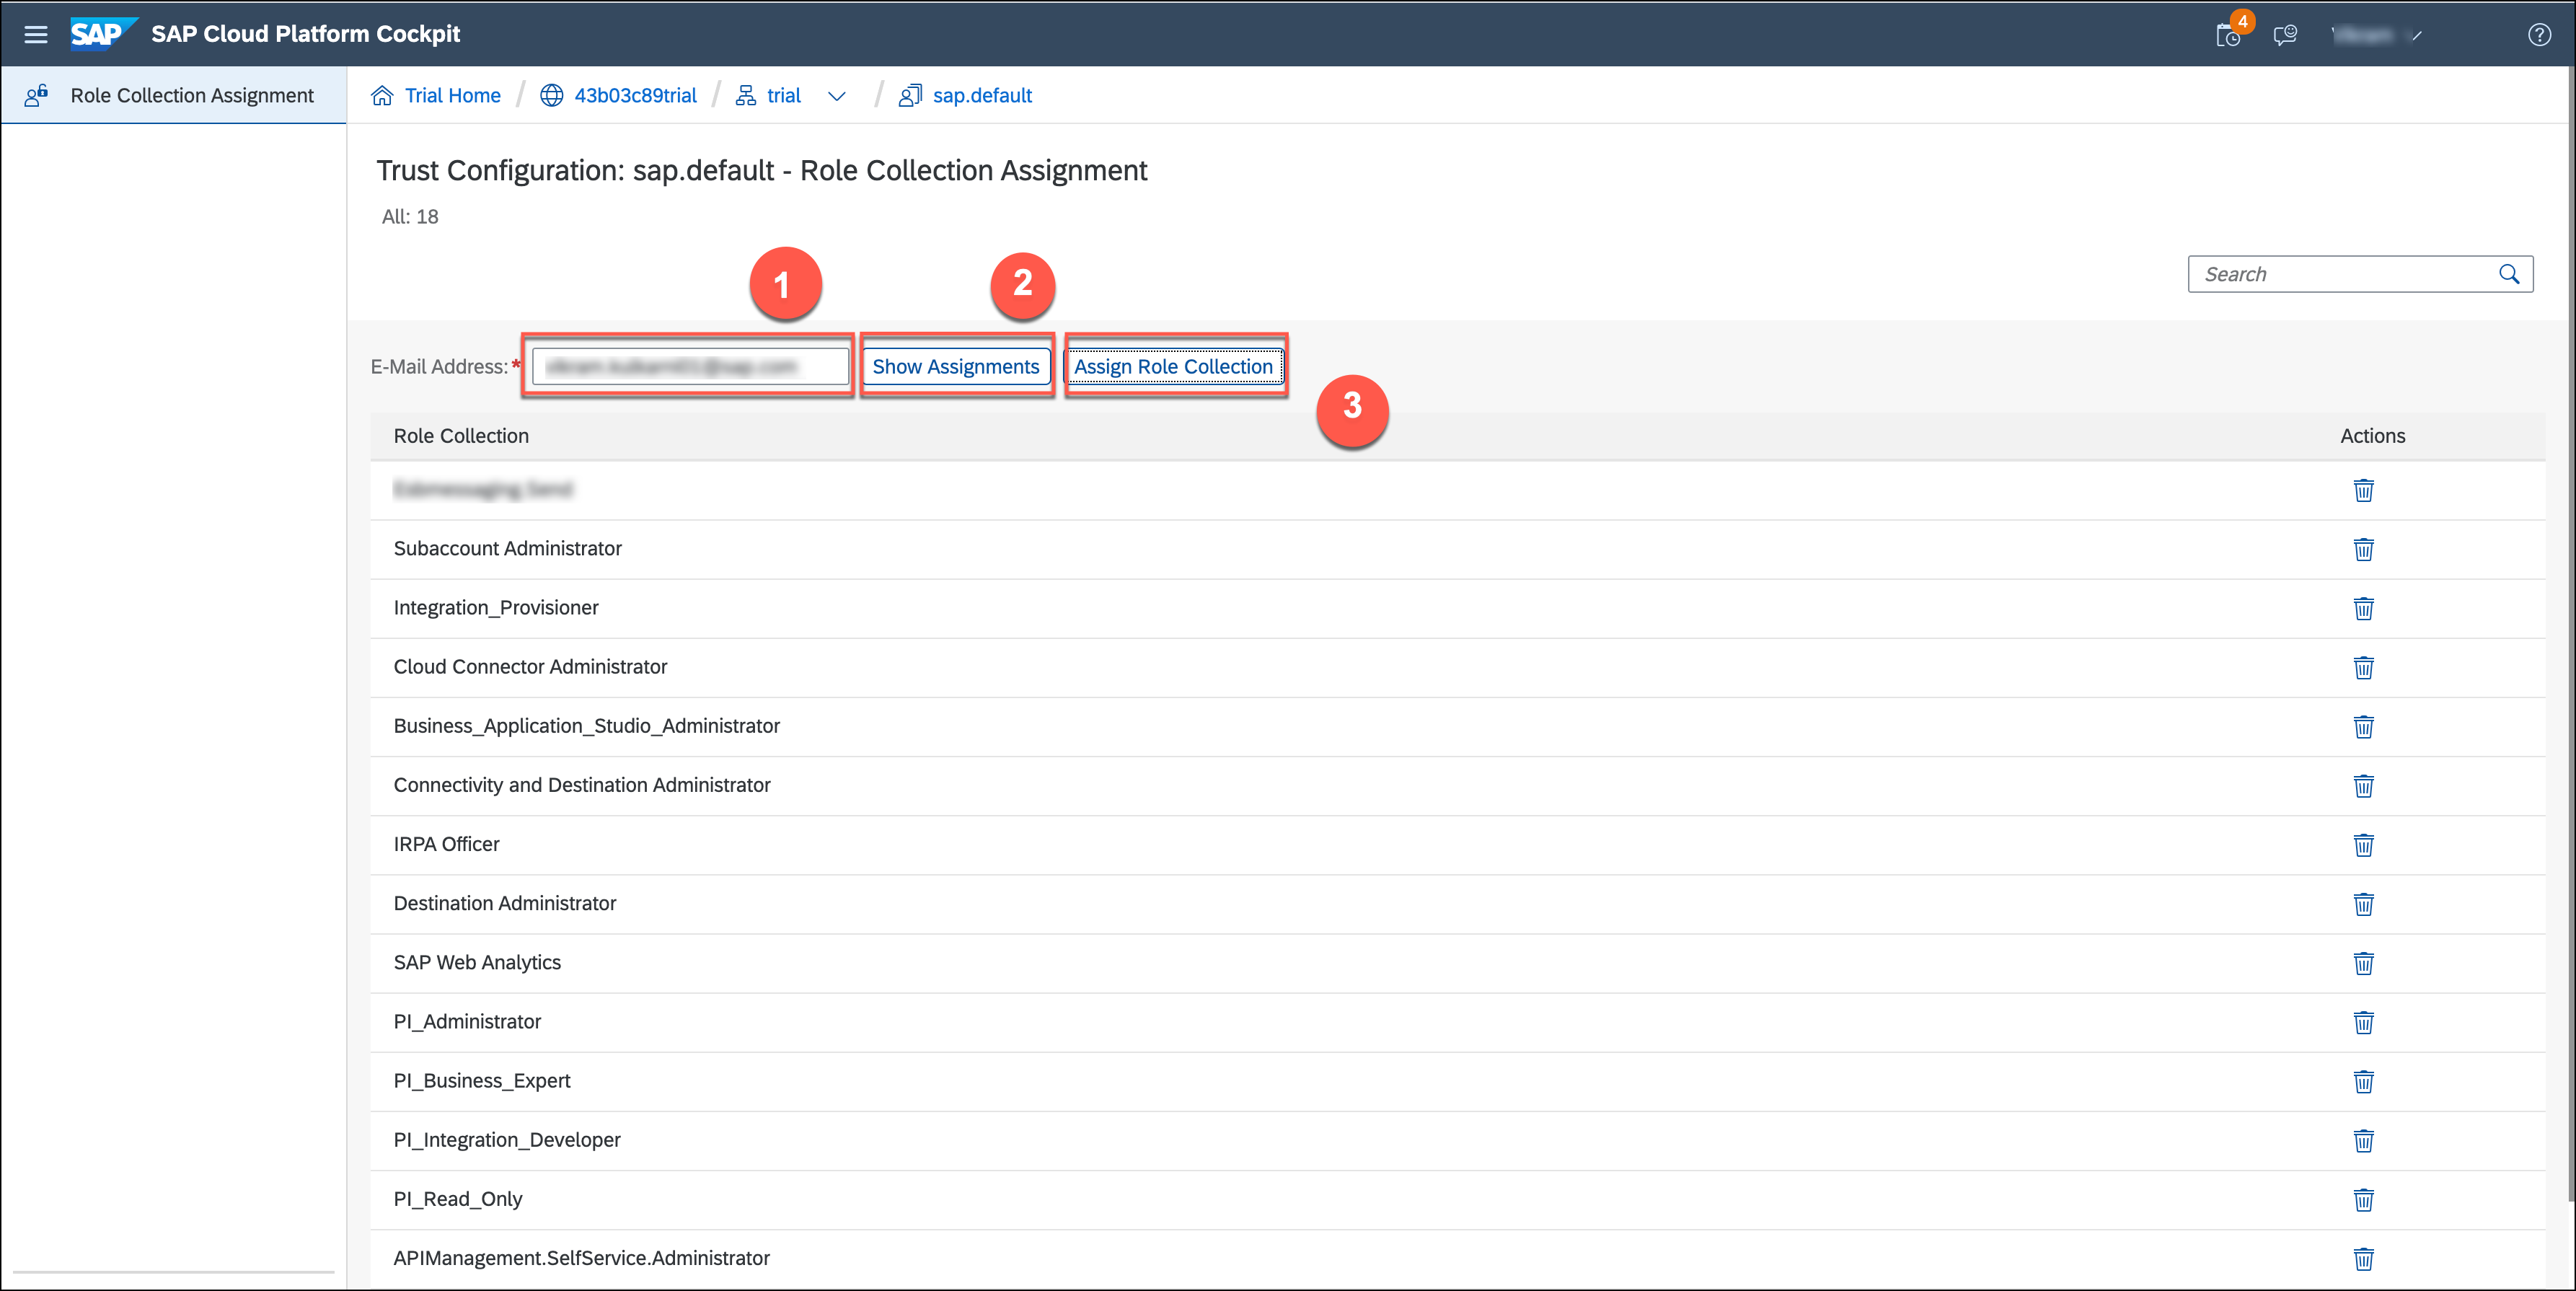 SAP SAP Cloud Platform Cockpit 4
Role Collection Assignment
Trial Home / 43b03c89trial / trial / sap.default
Trust Configuration: sap.default - Role Collection Assignment
All: 18
1 2
Search
E-Mail Address:* Show Assignments Assign Role Collection
3
Role Collection Actions
Subaccount Administrator
Integration_Provisioner
Cloud Connector Administrator
Business_Application_Studio_Administrator
Connectivity and Destination Administrator
IRPA Officer
Destination Administrator
SAP Web Analytics
PI_Administrator
PI_Business_Expert
PI_Integration_Developer
PI_Read_Only
APIManagement.SelfService.Administrator